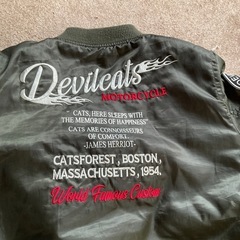 Devilcats
MOTORCYCLE
-CATS, HERE SLEEPS WITH
THE MEMORIES OF HAPPINESS"
CATS ARE CONNOISSEURS
OF COMFORT.
-JAMES HERRIOT-
CATSFOREST, BOSTON,
MASSACHUSETTS, 1954.
World Famous Custom